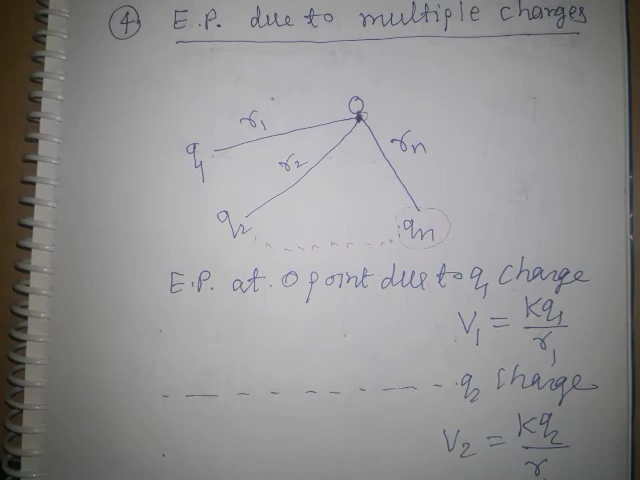 4 E.P. due to multiple charges
O
r1
rn
q1
r2
q2
qn
E.P. at O point due to q1 charge
V1 = Kq1/r1
q2 charge
V2 = Kq2/r